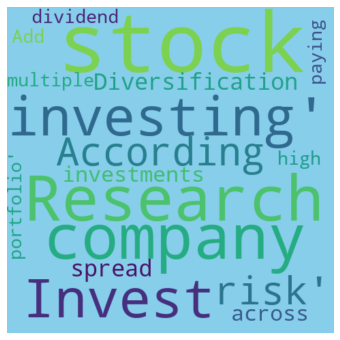 dividend
stock
Add
paying
multiple
Diversification
investing'
According
high
investments
portfolio'
Research
company
spread
Invest
risk'
across